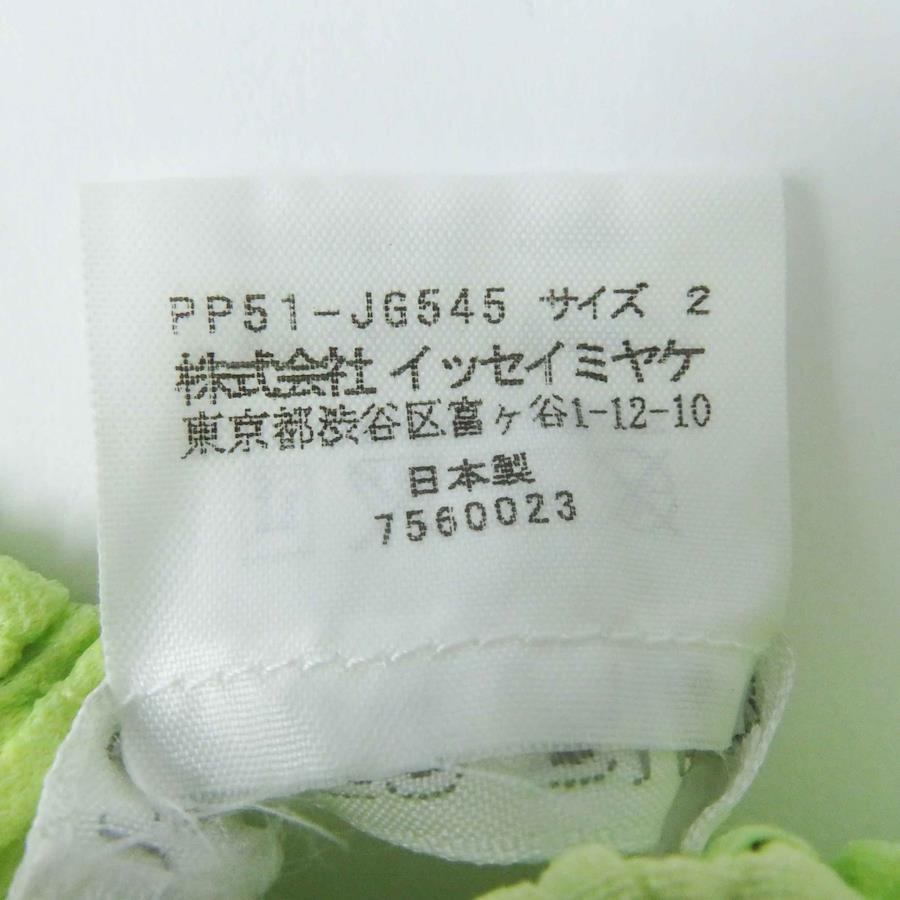 PP51-JG545 サイズ 2
株式会社 イッセイミヤケ
東京都渋谷区富ヶ谷1-12-10
日本製
7560023